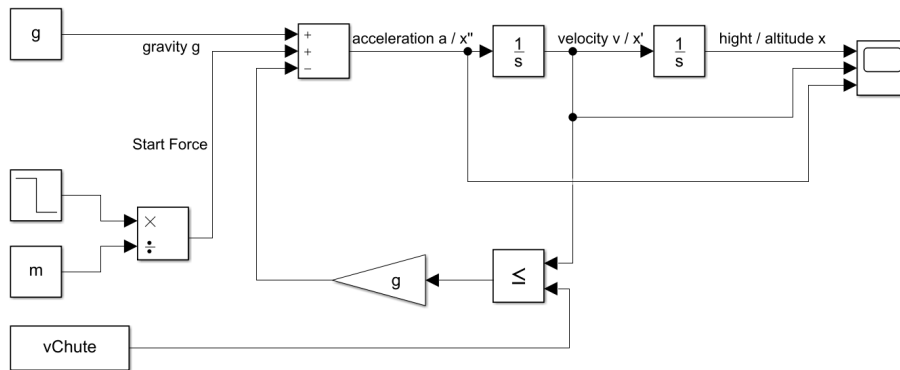 g
gravity g
+
+
−
acceleration a / x"
1
s
velocity v / x'
1
s
hight / altitude x
Start Force
×
÷
m
g
≤
vChute